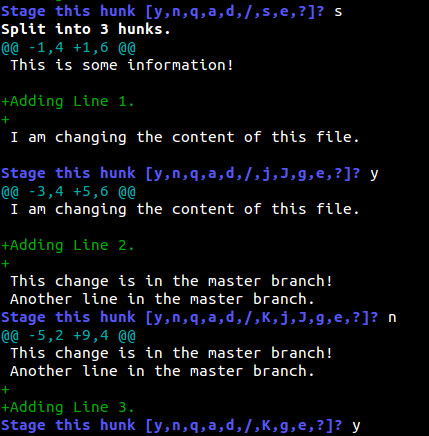 Stage this hunk [y,n,q,a,d,/,s,e,?]? s
Split into 3 hunks.
@@ -1,4 +1,6 @@
 This is some information!

+Adding Line 1.
+
 I am changing the content of this file.

Stage this hunk [y,n,q,a,d,/,j,J,g,e,?]? y
@@ -3,4 +5,6 @@
 I am changing the content of this file.

+Adding Line 2.
+
 This change is in the master branch!
 Another line in the master branch.
Stage this hunk [y,n,q,a,d,/,K,j,J,g,e,?]? n
@@ -5,2 +9,4 @@
 This change is in the master branch!
 Another line in the master branch.
+
+Adding Line 3.
Stage this hunk [y,n,q,a,d,/,K,g,e,?]? y